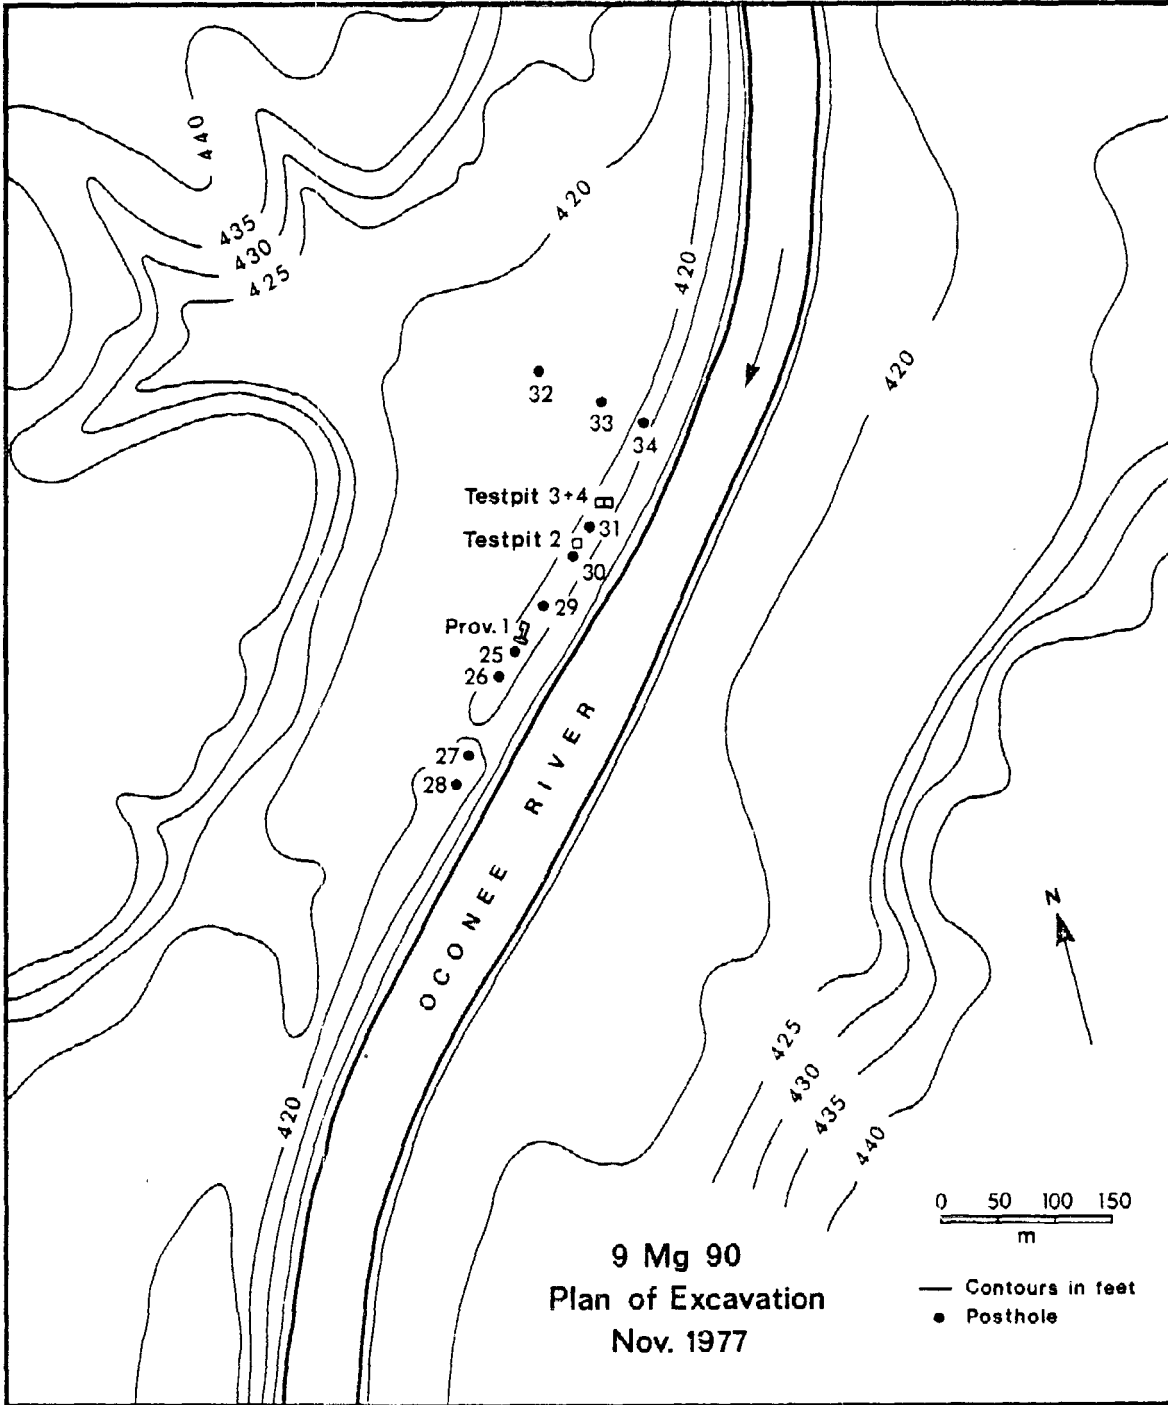 440
435
430
425
420
420
420
32
33
34
Testpit 3+4
31
Testpit 2
30
29
Prov. 1
25
26
27
28
OCONEE RIVER
N
425
430
435
440
420
0 50 100 150
m
9 Mg 90
Plan of Excavation
Nov. 1977
Contours in feet
Posthole